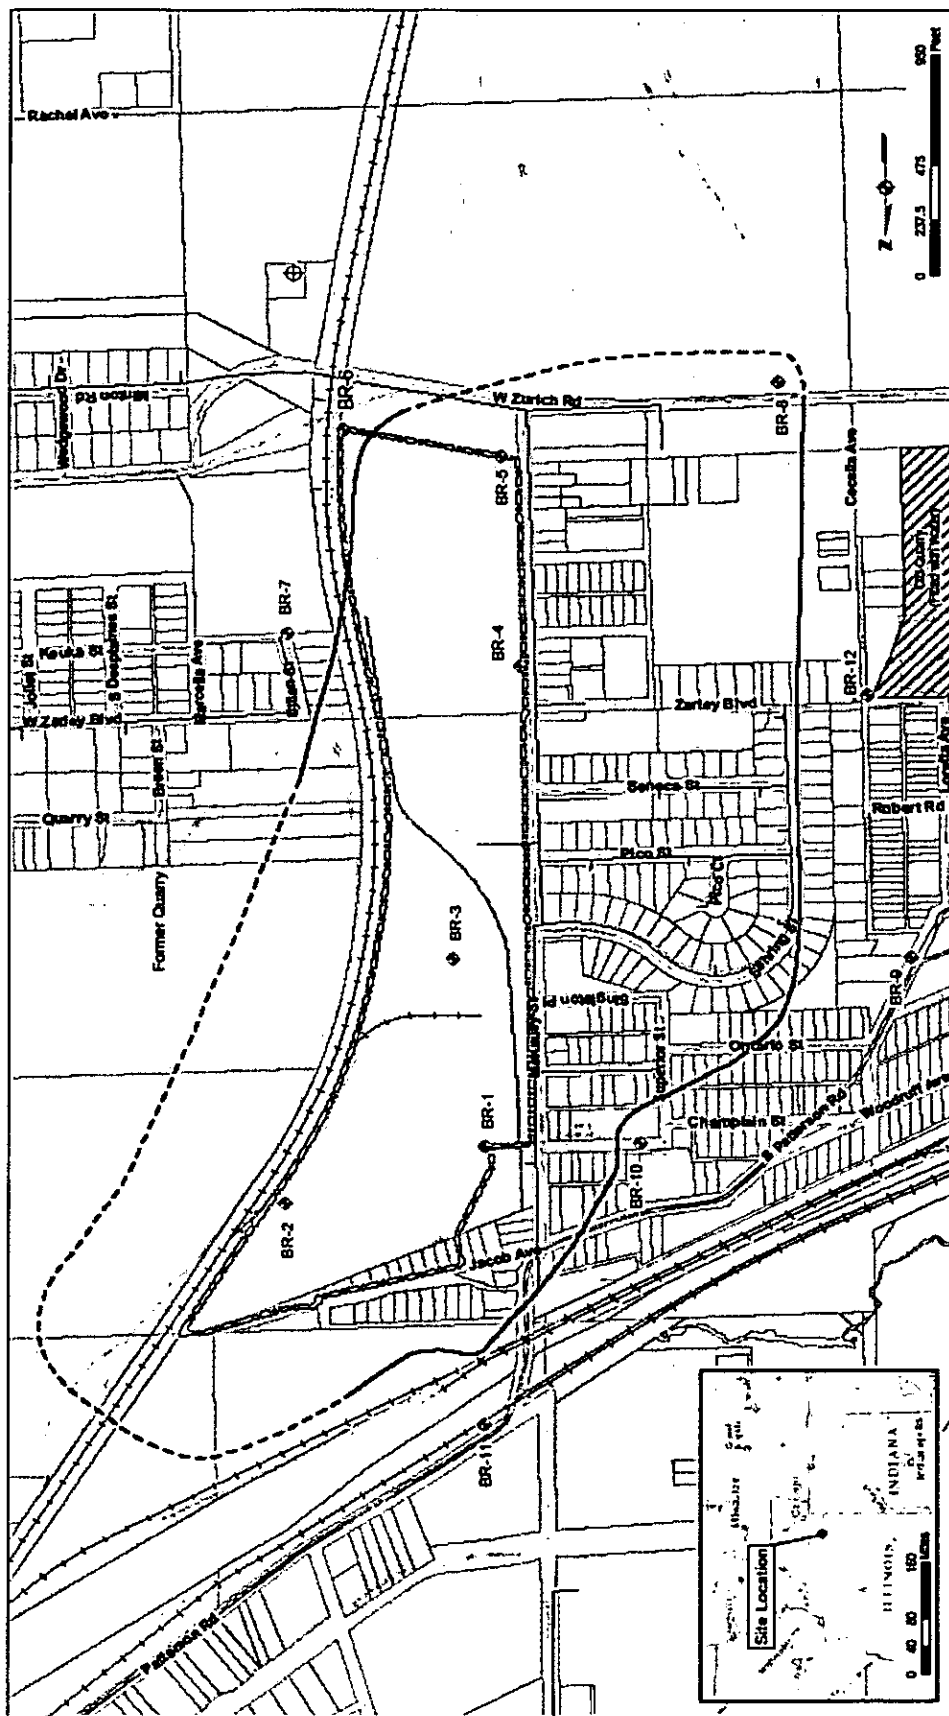 Rachel Ave
Minton Rd
Wedgewood Dr
BR-6
W Zurich Rd
BR-8
BR-5
Cecelia Ave
Joliet St
Keuka St
S Desplaines St
BR-7
BR-4
BR-12
W Zarley Blvd
Zarley Blvd
Seneca St
Robert Rd
Quarry St
Pico St
Pico Ct
Former Quarry
BR-3
BR-9
Singleton Pl
Ontario St
Superior St
BR-1
Champlain St
S Patterson Rd
Woodruff Ave
BR-10
BR-2
Jacob Ave
BR-11
Patterson Rd
N
0 237.5 475 950
Feet
Site Location
ILLINOIS
INDIANA
Indianapolis
0 40 80 160
Miles